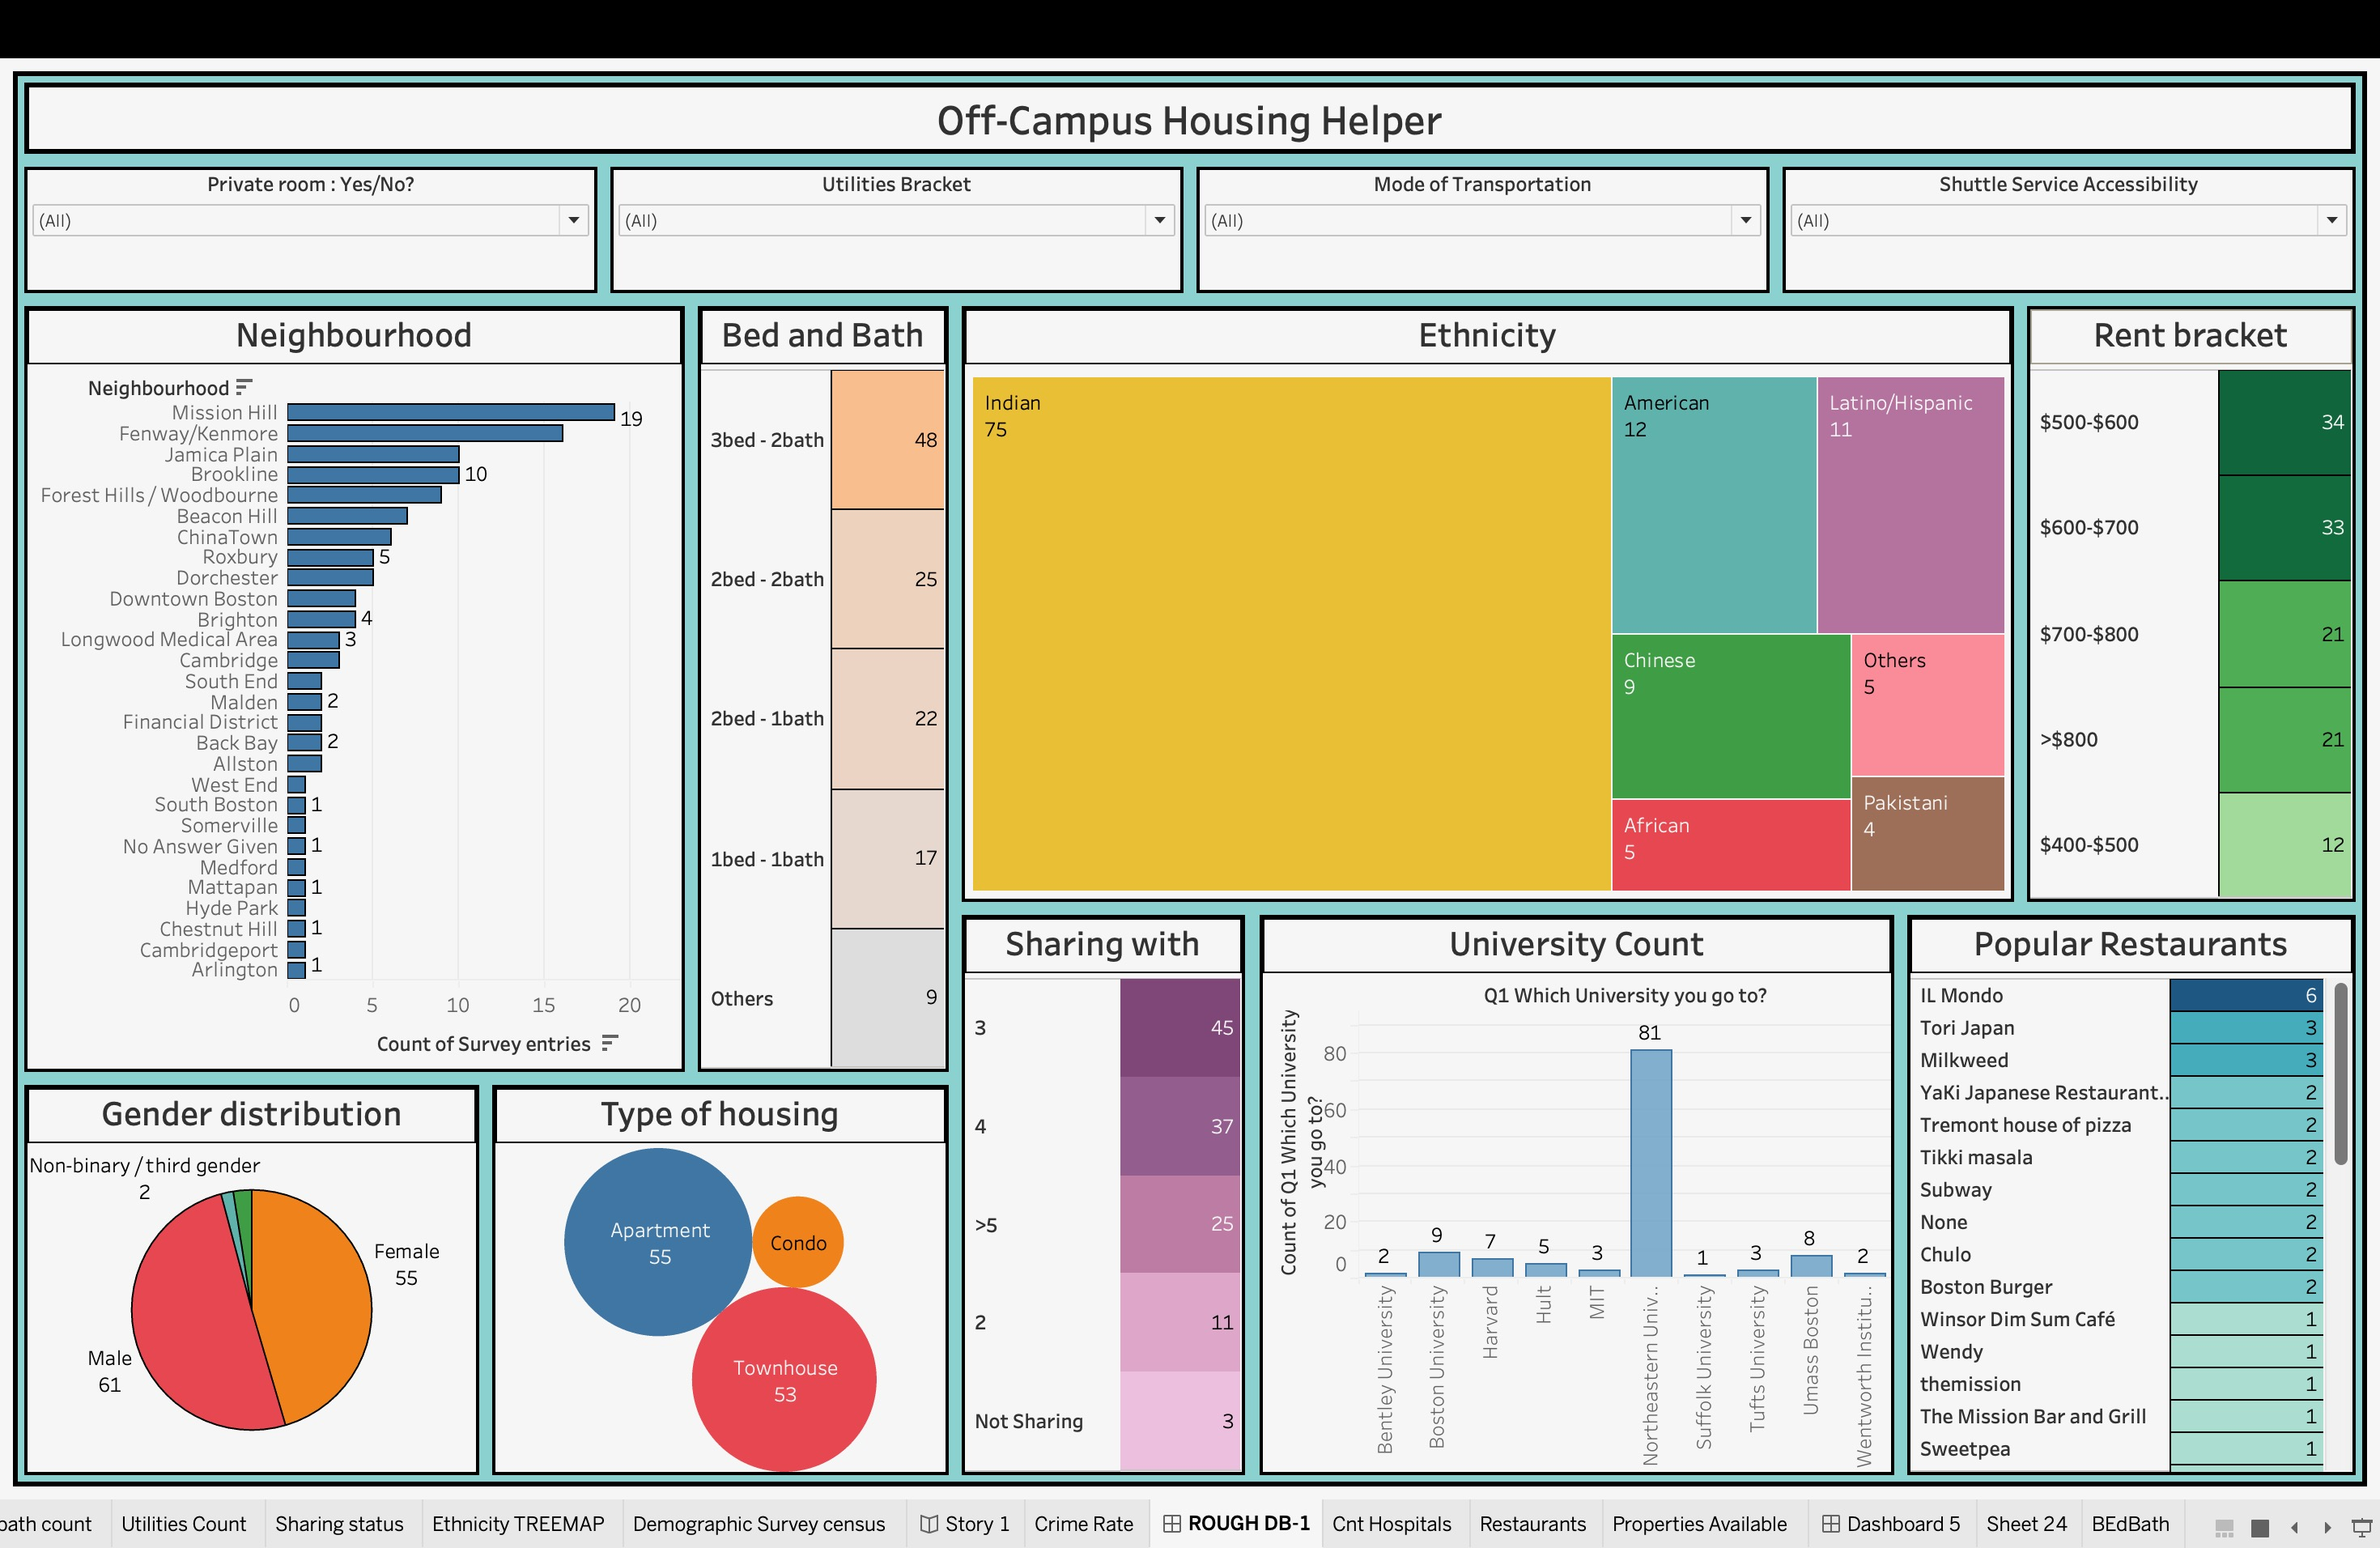 Off-Campus Housing Helper
Private room : Yes/No?
(All)
Utilities Bracket
(All)
Mode of Transportation
(All)
Shuttle Service Accessibility
(All)
Neighbourhood
Neighbourhood
Mission Hill 19
Fenway/Kenmore
Jamica Plain
Brookline 10
Forest Hills / Woodbourne
Beacon Hill
ChinaTown
Roxbury 5
Dorchester
Downtown Boston
Brighton 4
Longwood Medical Area 3
Cambridge
South End
Malden 2
Financial District
Back Bay 2
Allston
West End
South Boston 1
Somerville
No Answer Given 1
Medford
Mattapan 1
Hyde Park
Chestnut Hill 1
Cambridgeport
Arlington 1
0 5 10 15 20
Count of Survey entries
Bed and Bath
3bed - 2bath 48
2bed - 2bath 25
2bed - 1bath 22
1bed - 1bath 17
Others 9
Ethnicity
Indian
75
American
12
Latino/Hispanic
11
Chinese
9
Others
5
African
5
Pakistani
4
Rent bracket
$500-$600 34
$600-$700 33
$700-$800 21
>$800 21
$400-$500 12
Gender distribution
Non-binary / third gender
2
Female
55
Male
61
Type of housing
Apartment
55
Condo
Townhouse
53
Sharing with
3 45
4 37
>5 25
2 11
Not Sharing 3
University Count
Q1 Which University you go to?
Count of Q1 Which University
you go to?
80
60
40
20
0
2
9
7
5
3
81
1
3
8
2
Bentley University
Boston University
Harvard
Hult
MIT
Northeastern Univ..
Suffolk University
Tufts University
Umass Boston
Wentworth Institu..
Popular Restaurants
IL Mondo 6
Tori Japan 3
Milkweed 3
YaKi Japanese Restaurant.. 2
Tremont house of pizza 2
Tikki masala 2
Subway 2
None 2
Chulo 2
Boston Burger 2
Winsor Dim Sum Café 1
Wendy 1
themission 1
The Mission Bar and Grill 1
Sweetpea 1
bath count Utilities Count Sharing status Ethnicity TREEMAP Demographic Survey census Story 1 Crime Rate ROUGH DB-1 Cnt Hospitals Restaurants Properties Available Dashboard 5 Sheet 24 BEdBath